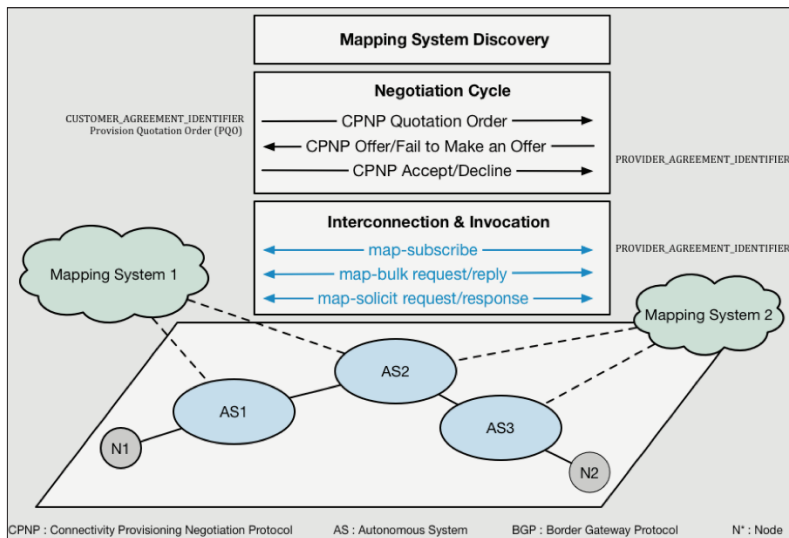 Mapping System Discovery
Negotiation Cycle
CUSTOMER_AGREEMENT_IDENTIFIER
Provision Quotation Order (PQO)
CPNP Quotation Order
CPNP Offer/Fail to Make an Offer
CPNP Accept/Decline
PROVIDER_AGREEMENT_IDENTIFIER
Interconnection & Invocation
map-subscribe
PROVIDER_AGREEMENT_IDENTIFIER
map-bulk request/reply
map-solicit request/response
Mapping System 1
Mapping System 2
AS2
AS1
AS3
N1
N2
CPNP : Connectivity Provisioning Negotiation Protocol AS : Autonomous System BGP : Border Gateway Protocol N* : Node